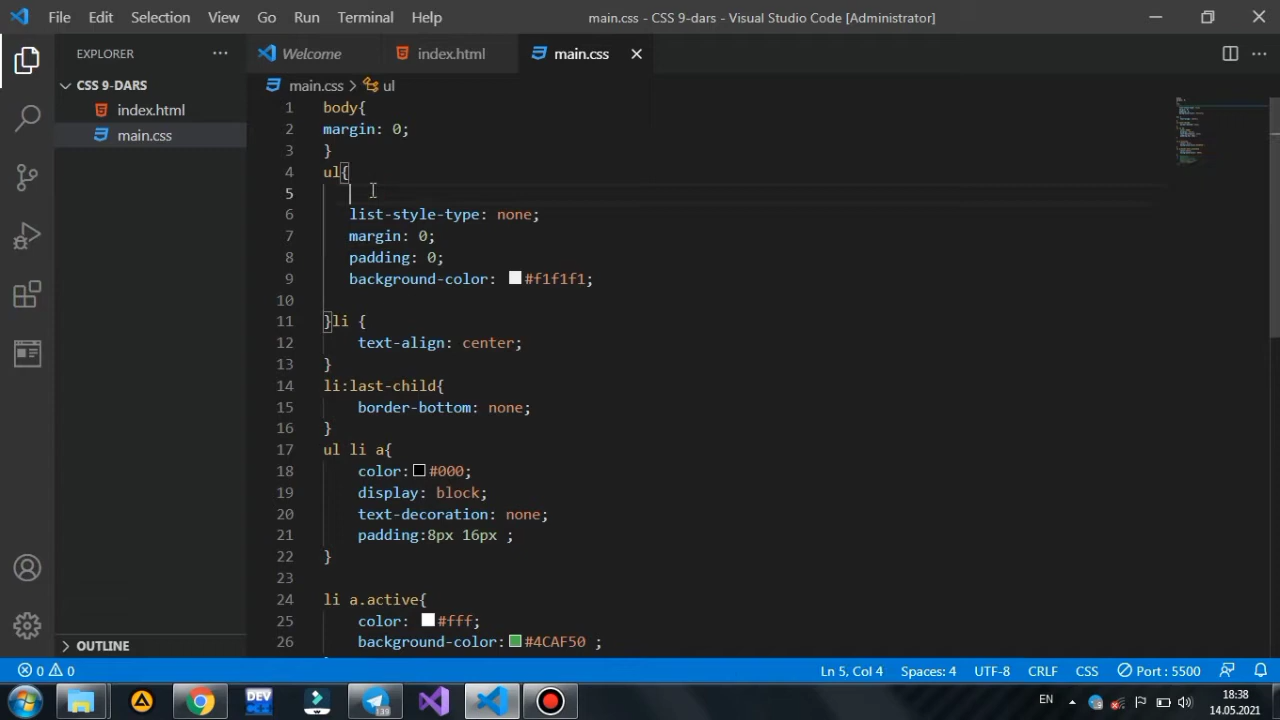 File Edit Selection View Go Run Terminal Help
main.css - CSS 9-dars - Visual Studio Code [Administrator]
EXPLORER
Welcome
index.html
main.css
CSS 9-DARS
index.html
main.css
main.css > ul
1 body{
2 margin: 0;
3 }
4 ul{
5
6 list-style-type: none;
7 margin: 0;
8 padding: 0;
9 background-color: #f1f1f1;
10
11 }li {
12 text-align: center;
13 }
14 li:last-child{
15 border-bottom: none;
16 }
17 ul li a{
18 color: #000;
19 display: block;
20 text-decoration: none;
21 padding:8px 16px ;
22 }
23
24 li a.active{
25 color: #fff;
26 background-color: #4CAF50 ;
OUTLINE
0 0
Ln 5, Col 4 Spaces: 4 UTF-8 CRLF CSS Port : 5500
DEV
139
EN
18:38
14.05.2021